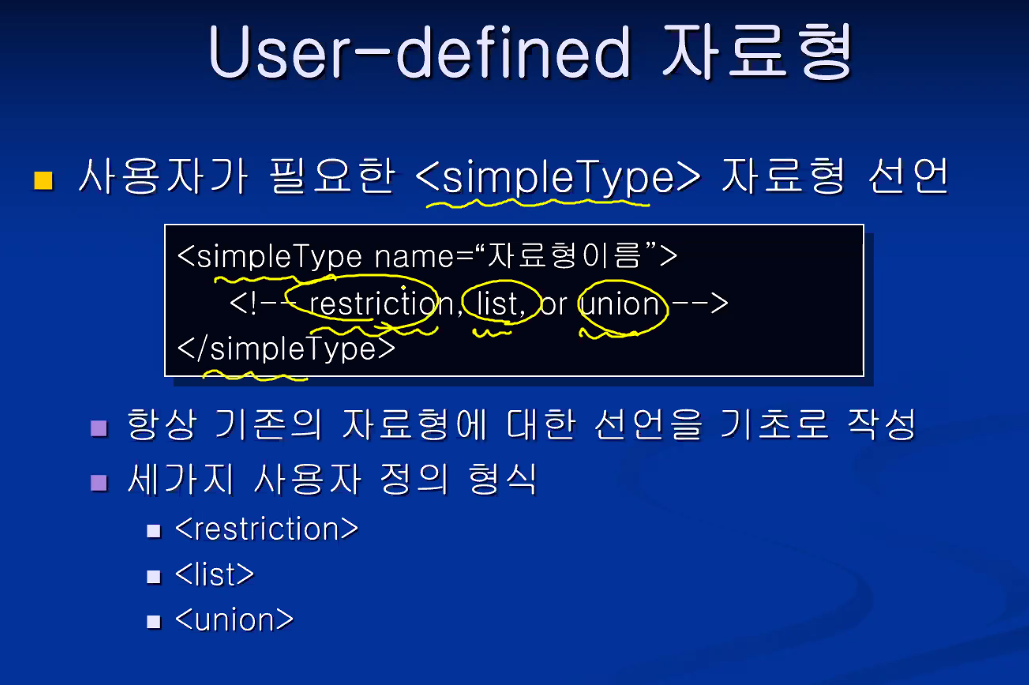 User-defined 자료형
사용자가 필요한 <simpleType> 자료형 선언
<simpleType name=“자료형이름”>
<!-- restriction, list, or union -->
</simpleType>
항상 기존의 자료형에 대한 선언을 기초로 작성
세가지 사용자 정의 형식
<restriction>
<list>
<union>